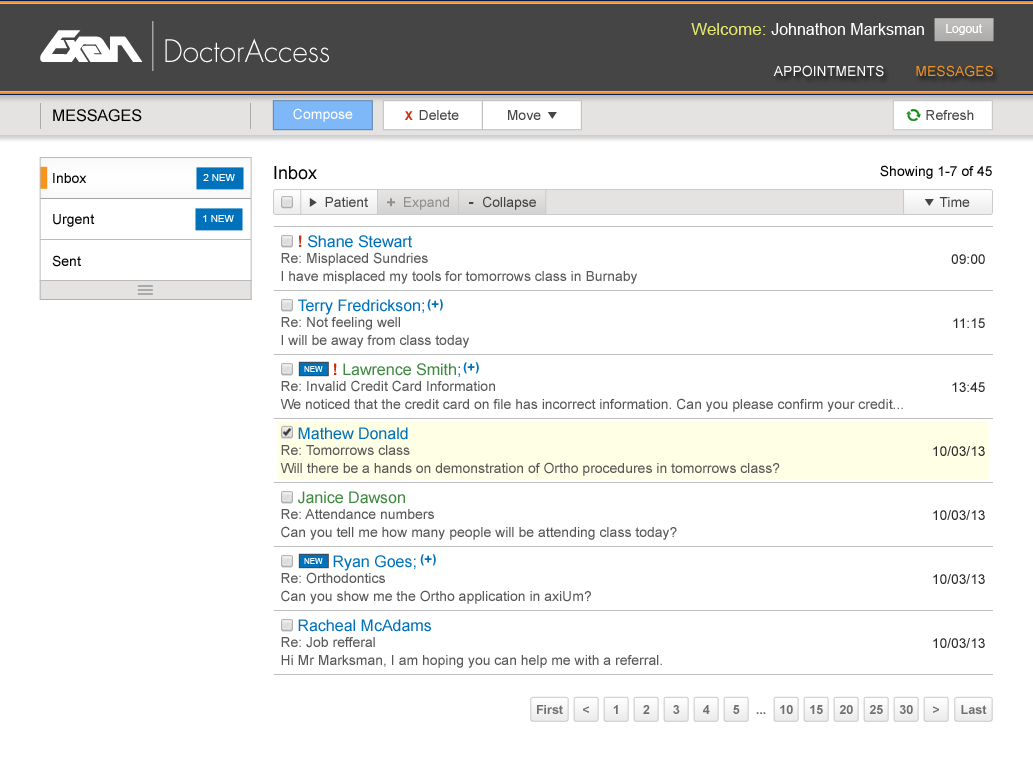 Exan DoctorAccess
Welcome: Johnathon Marksman Logout
APPOINTMENTS MESSAGES
MESSAGES Compose X Delete Move Refresh
Inbox 2 NEW
Urgent 1 NEW
Sent
Inbox Showing 1-7 of 45
Patient + Expand - Collapse Time
! Shane Stewart
Re: Misplaced Sundries
09:00
I have misplaced my tools for tomorrows class in Burnaby
Terry Fredrickson;(+)
Re: Not feeling well
11:15
I will be away from class today
NEW ! Lawrence Smith;(+)
Re: Invalid Credit Card Information
13:45
We noticed that the credit card on file has incorrect information. Can you please confirm your credit...
Mathew Donald
Re: Tomorrows class
10/03/13
Will there be a hands on demonstration of Ortho procedures in tomorrows class?
Janice Dawson
Re: Attendance numbers
10/03/13
Can you tell me how many people will be attending class today?
NEW Ryan Goes; (+)
Re: Orthodontics
10/03/13
Can you show me the Ortho application in axiUm?
Racheal McAdams
Re: Job refferal
10/03/13
Hi Mr Marksman, I am hoping you can help me with a referral.
First < 1 2 3 4 5 ... 10 15 20 25 30 > Last